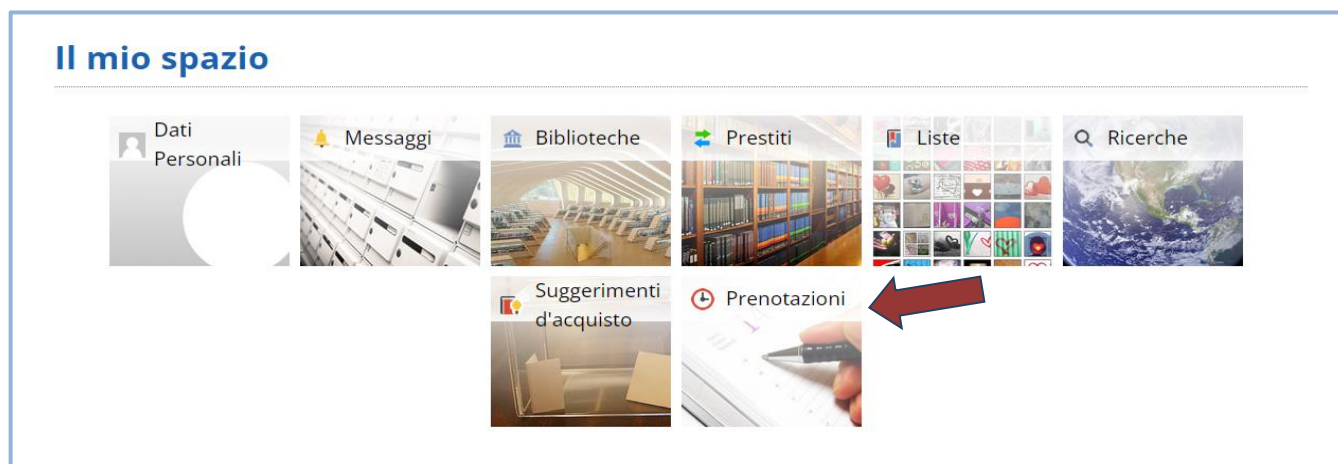 Il mio spazio
Dati
Personali
Messaggi
Biblioteche
Prestiti
Liste
Ricerche
Suggerimenti
d'acquisto
Prenotazioni